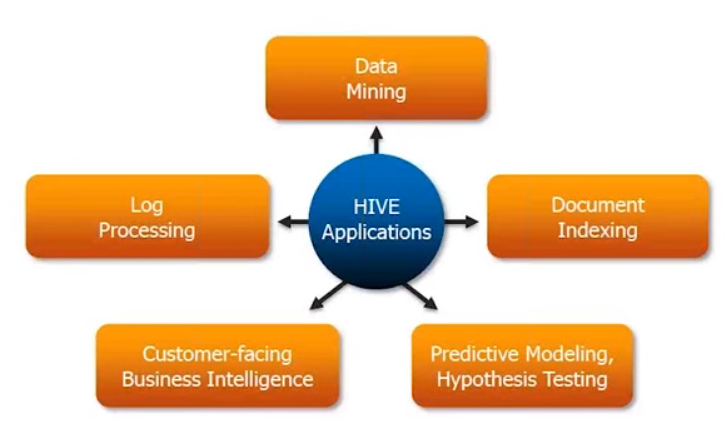 Data
Mining
Log
Processing
HIVE
Applications
Document
Indexing
Customer-facing
Business Intelligence
Predictive Modeling,
Hypothesis Testing